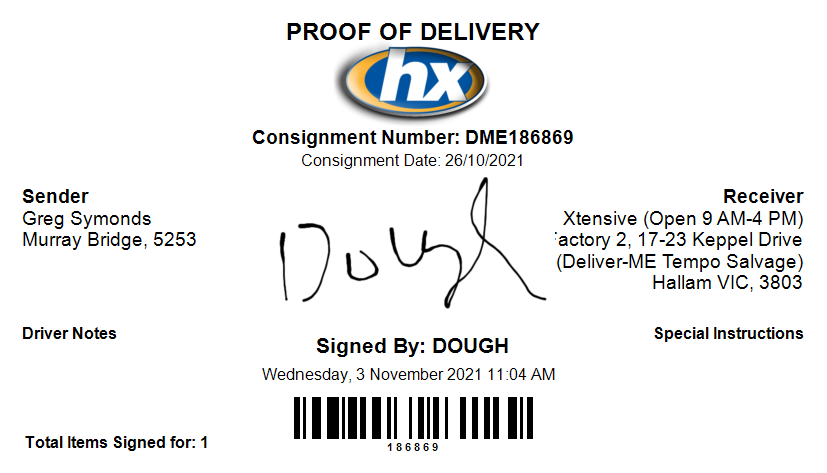 PROOF OF DELIVERY
hx
Consignment Number: DME186869
Consignment Date: 26/10/2021
Sender
Greg Symonds
Murray Bridge, 5253
Dough
Receiver
Xtensive (Open 9 AM-4 PM)
actory 2, 17-23 Keppel Drive
(Deliver-ME Tempo Salvage)
Hallam VIC, 3803
Driver Notes
Special Instructions
Signed By: DOUGH
Wednesday, 3 November 2021 11:04 AM
186869
Total Items Signed for: 1